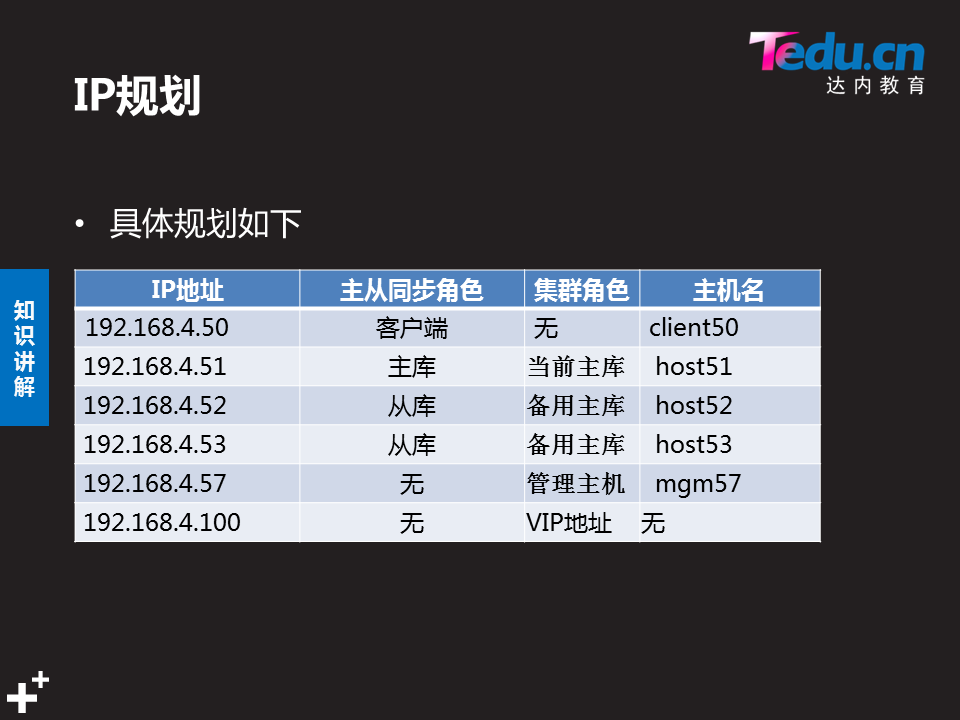 Tedu.cn
达内教育
IP规划
• 具体规划如下
知识讲解
IP地址 主从同步角色 集群角色 主机名
192.168.4.50 客户端 无 client50
192.168.4.51 主库 当前主库 host51
192.168.4.52 从库 备用主库 host52
192.168.4.53 从库 备用主库 host53
192.168.4.57 无 管理主机 mgm57
192.168.4.100 无 VIP地址 无